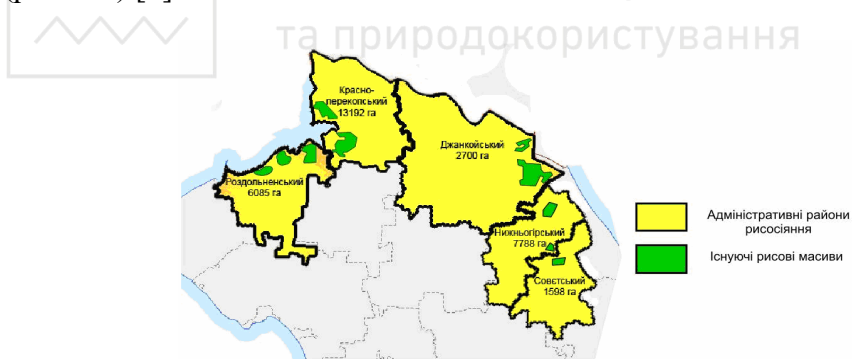 та природокористування
Красно-
перекопський
13192 га
Джанкойський
2700 га
Роздольненський
6085 га
Нижньогірський
7788 га
Совєтський
1598 га
Адміністративні райони
рисосіяння
Існуючі рисові масиви